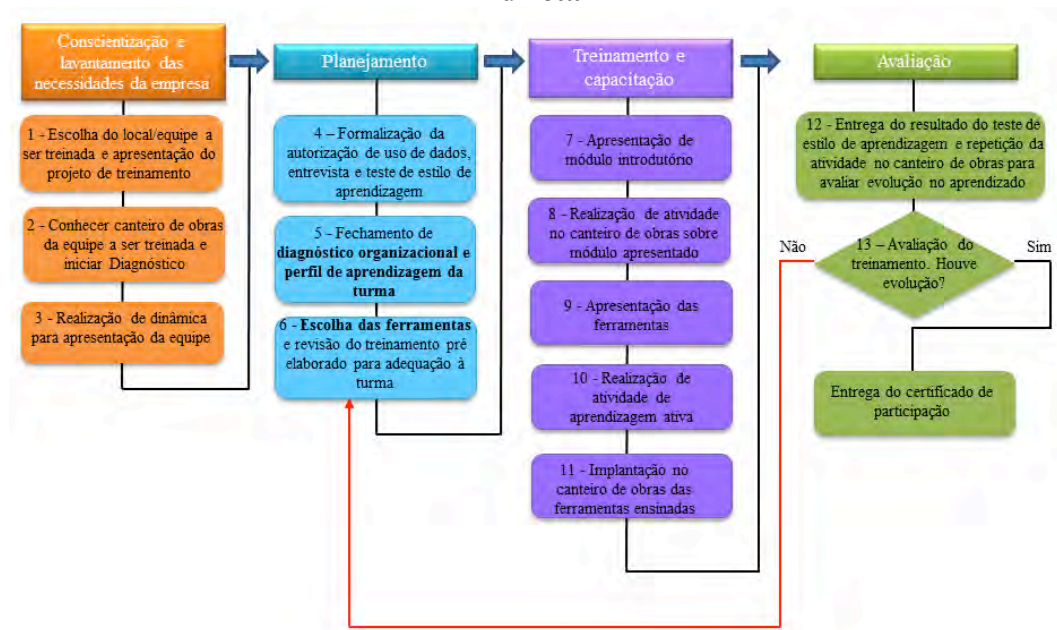 Conscientização e
lavantamento das
necessidades da empresa
1 - Escolha do local/equipe a
ser treinada e apresentação do
projeto de treinamento
2 - Conhecer canteiro de obras
da equipe a ser treinada e
iniciar Diagnóstico
3 - Realização de dinâmica
para apresentação da equipe
Planejamento
4 – Formalização da
autorização de uso de dados,
entrevista e teste de estilo de
aprendizagem
5 - Fechamento de
diagnóstico organizacional e
perfil de aprendizagem da
turma
6 - Escolha das ferramentas
e revisão do treinamento pré
elaborado para adequação à
turma
Treinamento e
capacitação
7 - Apresentação de
módulo introdutório
8 - Realização de atividade
no canteiro de obras sobre
módulo apresentado
9 - Apresentação das
ferramentas
10 - Realização de
atividade de
aprendizagem ativa
11 - Implantação no
canteiro de obras das
ferramentas ensinadas
Avaliação
12 - Entrega do resultado do teste de
estilo de aprendizagem e repetição da
atividade no canteiro de obras para
avaliar evolução no aprendizado
Não
13 – Avaliação do
treinamento. Houve
evolução?
Sim
Entrega do certificado de
participação